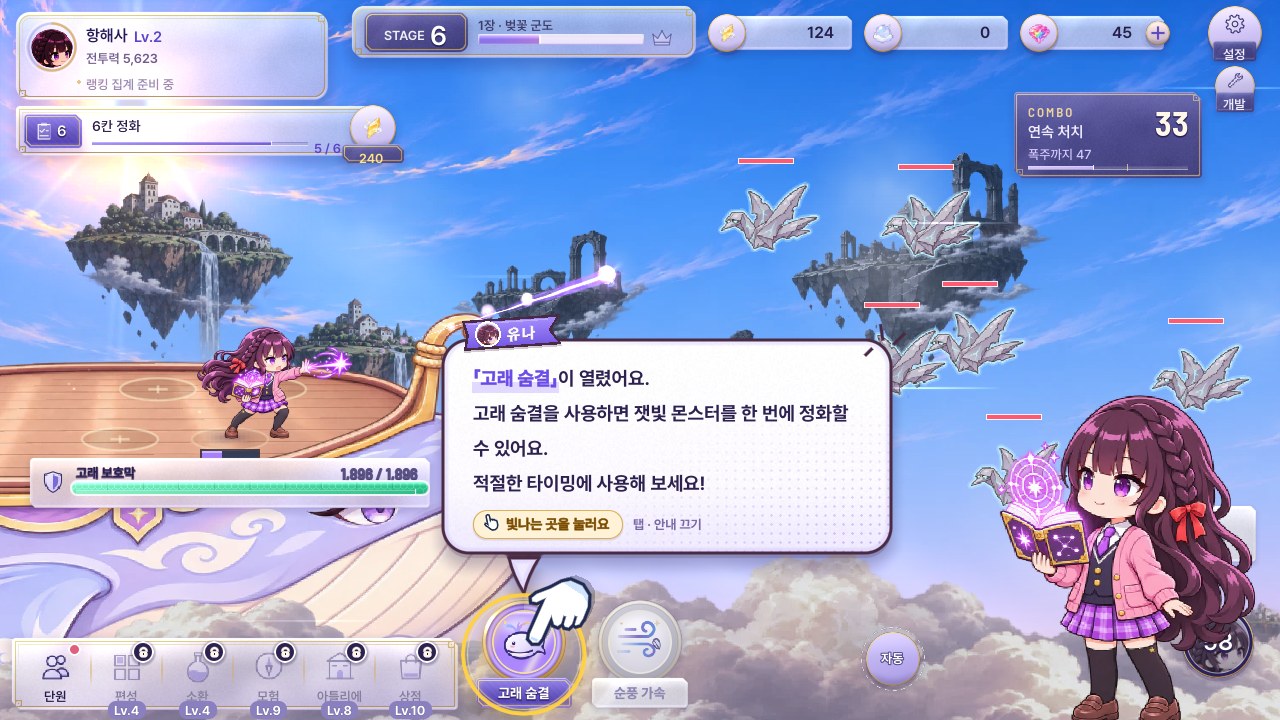 항해사 Lv.2
전투력 5,623
랭킹 집계 준비 중
STAGE 6
1장 · 벚꽃 군도
124
0
45
설정
개발
6
6칸 정화
5 / 6
240
COMBO
연속 처치
33
폭주까지 47
유나
「고래 숨결」이 열렸어요.
고래 숨결을 사용하면 잿빛 몬스터를 한 번에 정화할
수 있어요.
적절한 타이밍에 사용해 보세요!
빛나는 곳을 눌러요
탭 · 안내 끄기
고래 보호막
1,896 / 1,896
단원
편성
Lv.4
소환
Lv.4
모험
Lv.9
아틀리에
Lv.8
상점
Lv.10
고래 숨결
순풍 가속
자동